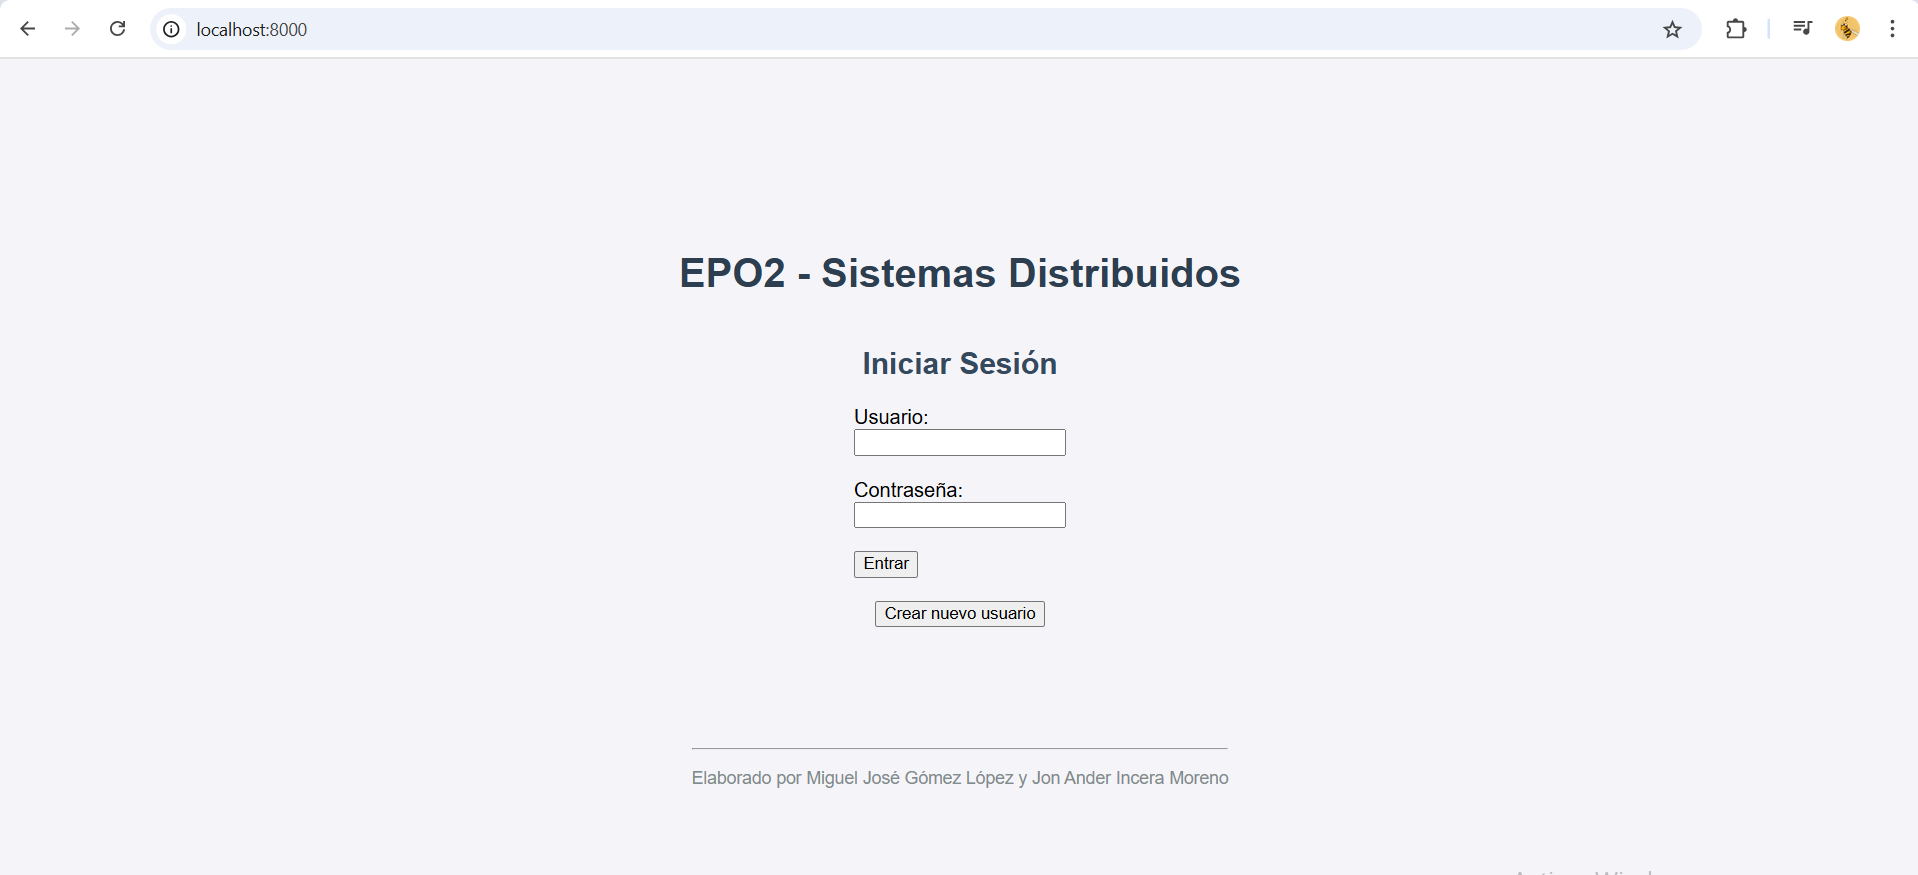 localhost:8000
EPO2 - Sistemas Distribuidos
Iniciar Sesión
Usuario:
Contraseña:
Entrar
Crear nuevo usuario
Elaborado por Miguel José Gómez López y Jon Ander Incera Moreno